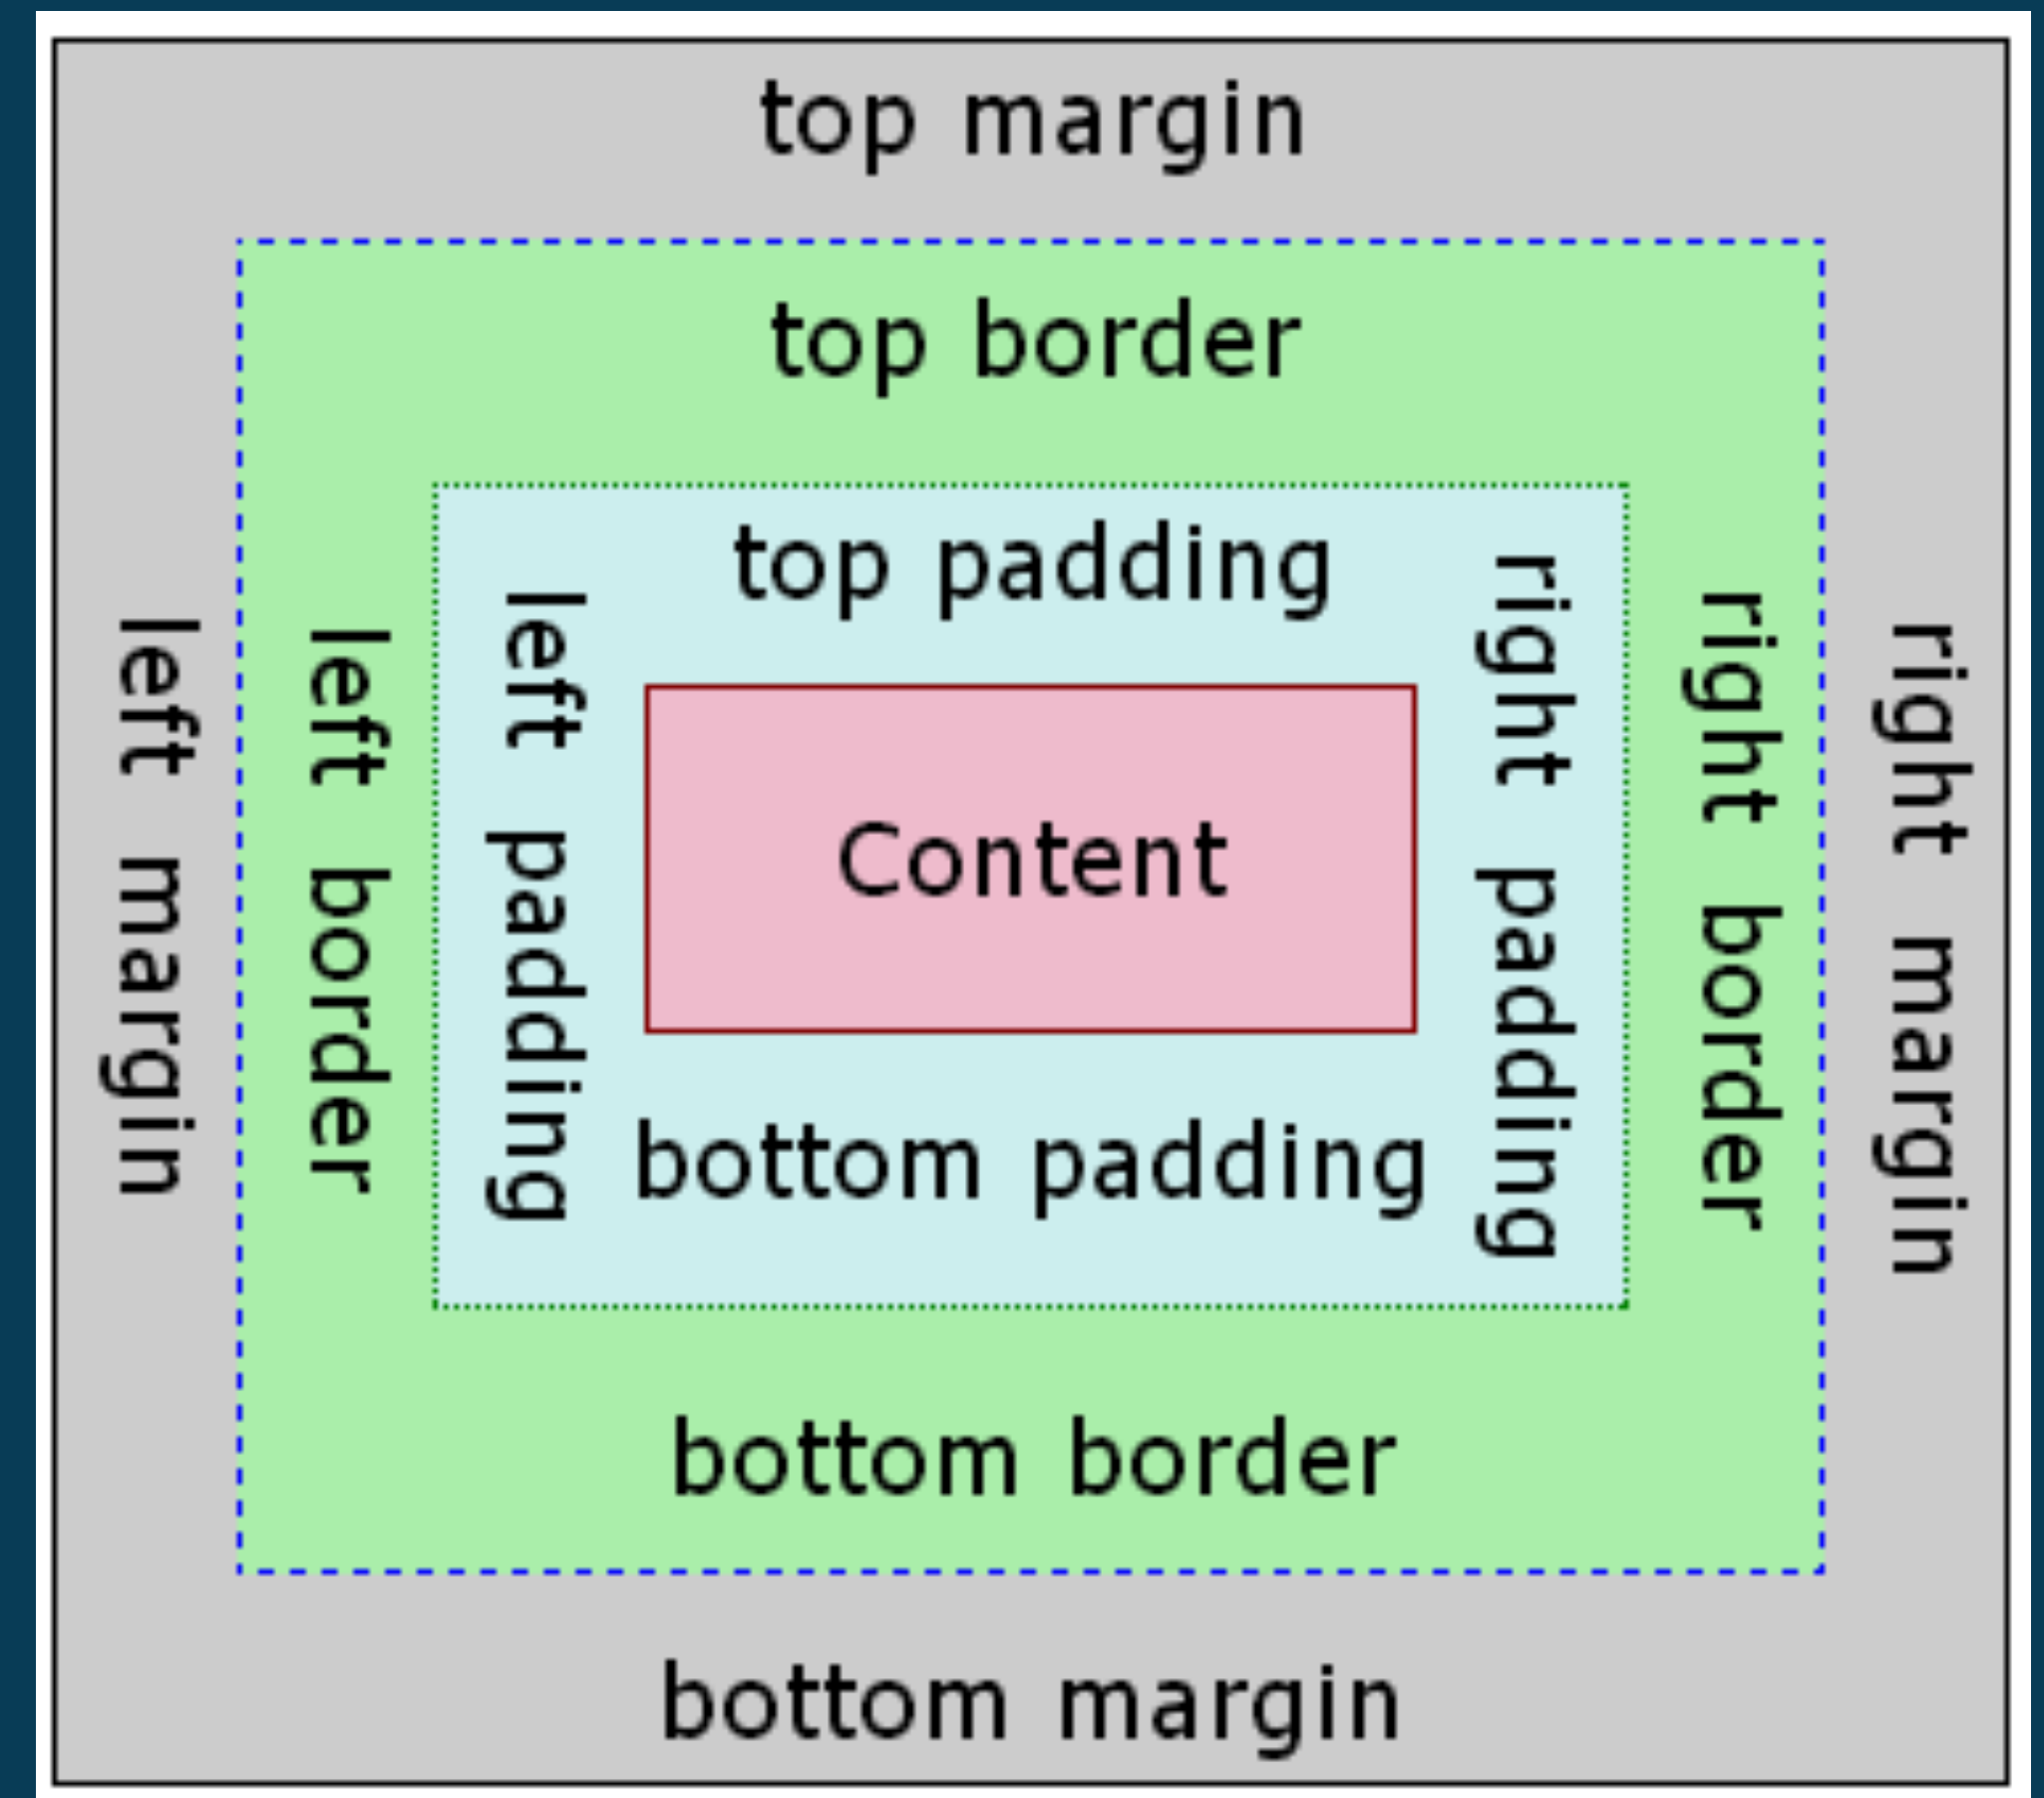 top margin
top border
top padding
left margin
left border
left padding
Content
right padding
right border
right margin
bottom padding
bottom border
bottom margin